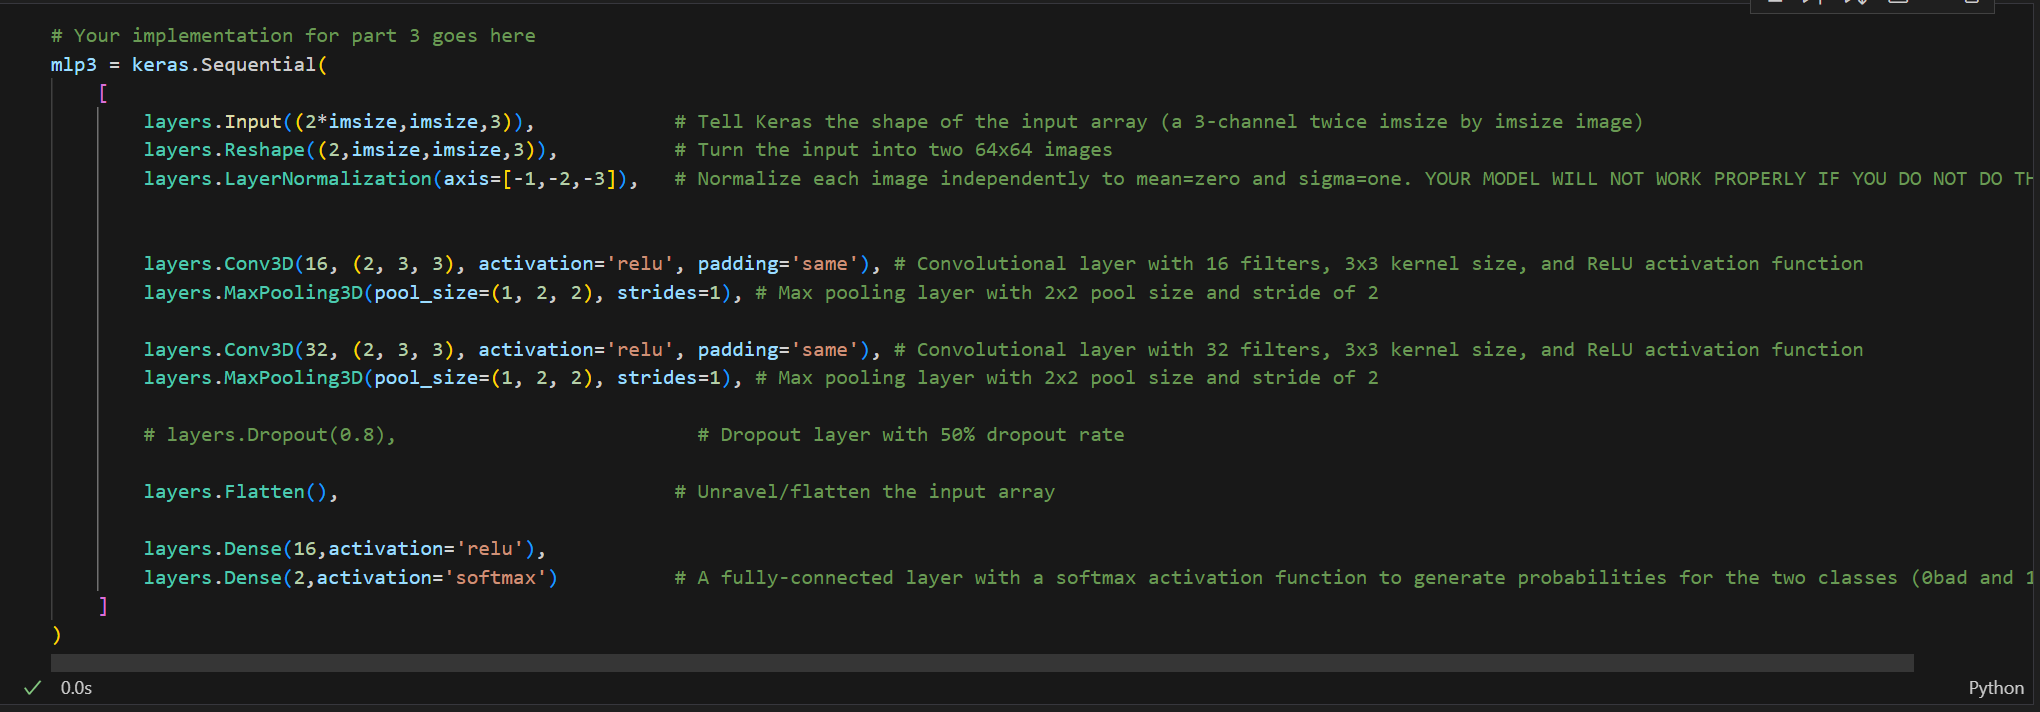 # Your implementation for part 3 goes here
mlp3 = keras.Sequential(
[
layers.Input((2*imsize,imsize,3)), # Tell Keras the shape of the input array (a 3-channel twice imsize by imsize image)
layers.Reshape((2,imsize,imsize,3)), # Turn the input into two 64x64 images
layers.LayerNormalization(axis=[-1,-2,-3]), # Normalize each image independently to mean=zero and sigma=one. YOUR MODEL WILL NOT WORK PROPERLY IF YOU DO NOT DO TH
layers.Conv3D(16, (2, 3, 3), activation='relu', padding='same'), # Convolutional layer with 16 filters, 3x3 kernel size, and ReLU activation function
layers.MaxPooling3D(pool_size=(1, 2, 2), strides=1), # Max pooling layer with 2x2 pool size and stride of 2
layers.Conv3D(32, (2, 3, 3), activation='relu', padding='same'), # Convolutional layer with 32 filters, 3x3 kernel size, and ReLU activation function
layers.MaxPooling3D(pool_size=(1, 2, 2), strides=1), # Max pooling layer with 2x2 pool size and stride of 2
# layers.Dropout(0.8), # Dropout layer with 50% dropout rate
layers.Flatten(), # Unravel/flatten the input array
layers.Dense(16,activation='relu'),
layers.Dense(2,activation='softmax') # A fully-connected layer with a softmax activation function to generate probabilities for the two classes (0bad and 1
]
)
0.0s
Python